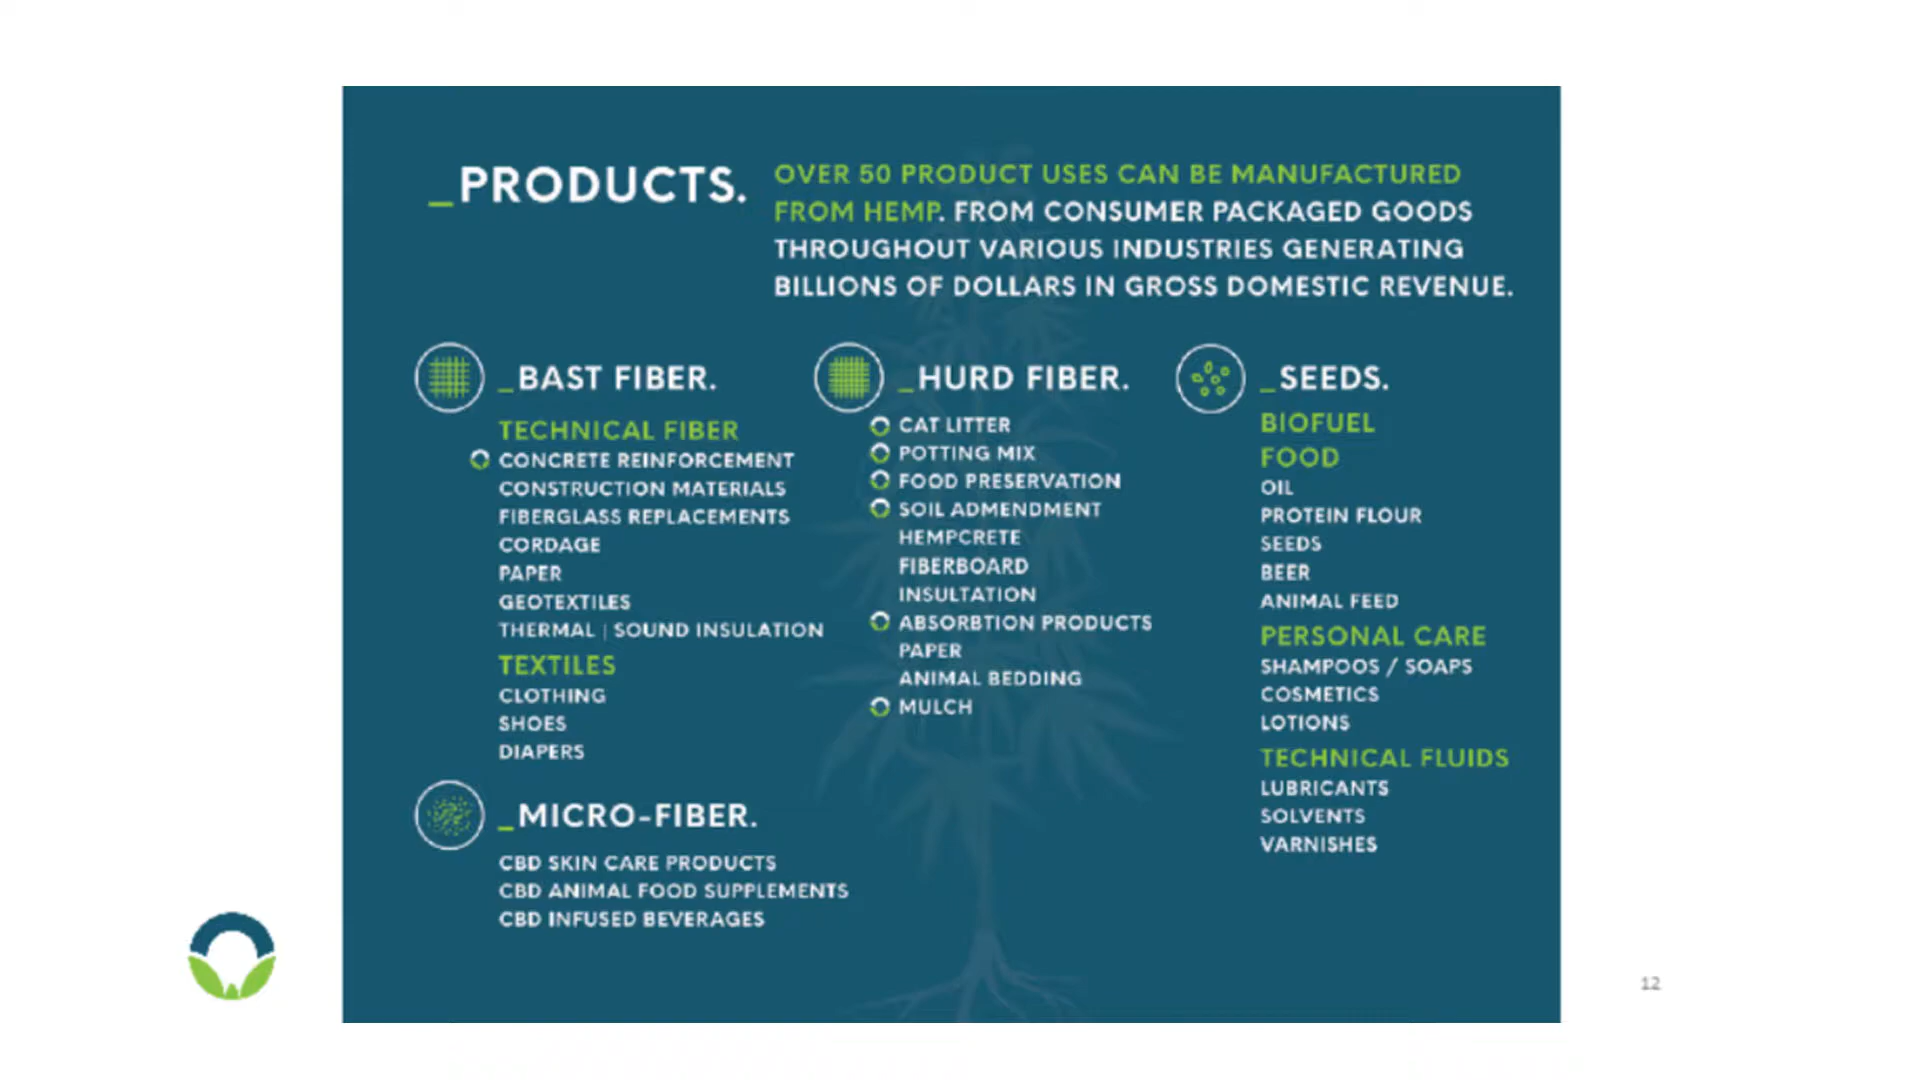 _PRODUCTS.
OVER 50 PRODUCT USES CAN BE MANUFACTURED
FROM HEMP. FROM CONSUMER PACKAGED GOODS
THROUGHOUT VARIOUS INDUSTRIES GENERATING
BILLIONS OF DOLLARS IN GROSS DOMESTIC REVENUE.
_BAST FIBER.
TECHNICAL FIBER
CONCRETE REINFORCEMENT
CONSTRUCTION MATERIALS
FIBERGLASS REPLACEMENTS
CORDAGE
PAPER
GEOTEXTILES
THERMAL | SOUND INSULATION
TEXTILES
CLOTHING
SHOES
DIAPERS
_MICRO-FIBER.
CBD SKIN CARE PRODUCTS
CBD ANIMAL FOOD SUPPLEMENTS
CBD INFUSED BEVERAGES
_HURD FIBER.
CAT LITTER
POTTING MIX
FOOD PRESERVATION
SOIL ADMENDMENT
HEMPCRETE
FIBERBOARD
INSULTATION
ABSORBTION PRODUCTS
PAPER
ANIMAL BEDDING
MULCH
_SEEDS.
BIOFUEL
FOOD
OIL
PROTEIN FLOUR
SEEDS
BEER
ANIMAL FEED
PERSONAL CARE
SHAMPOOS / SOAPS
COSMETICS
LOTIONS
TECHNICAL FLUIDS
LUBRICANTS
SOLVENTS
VARNISHES
12